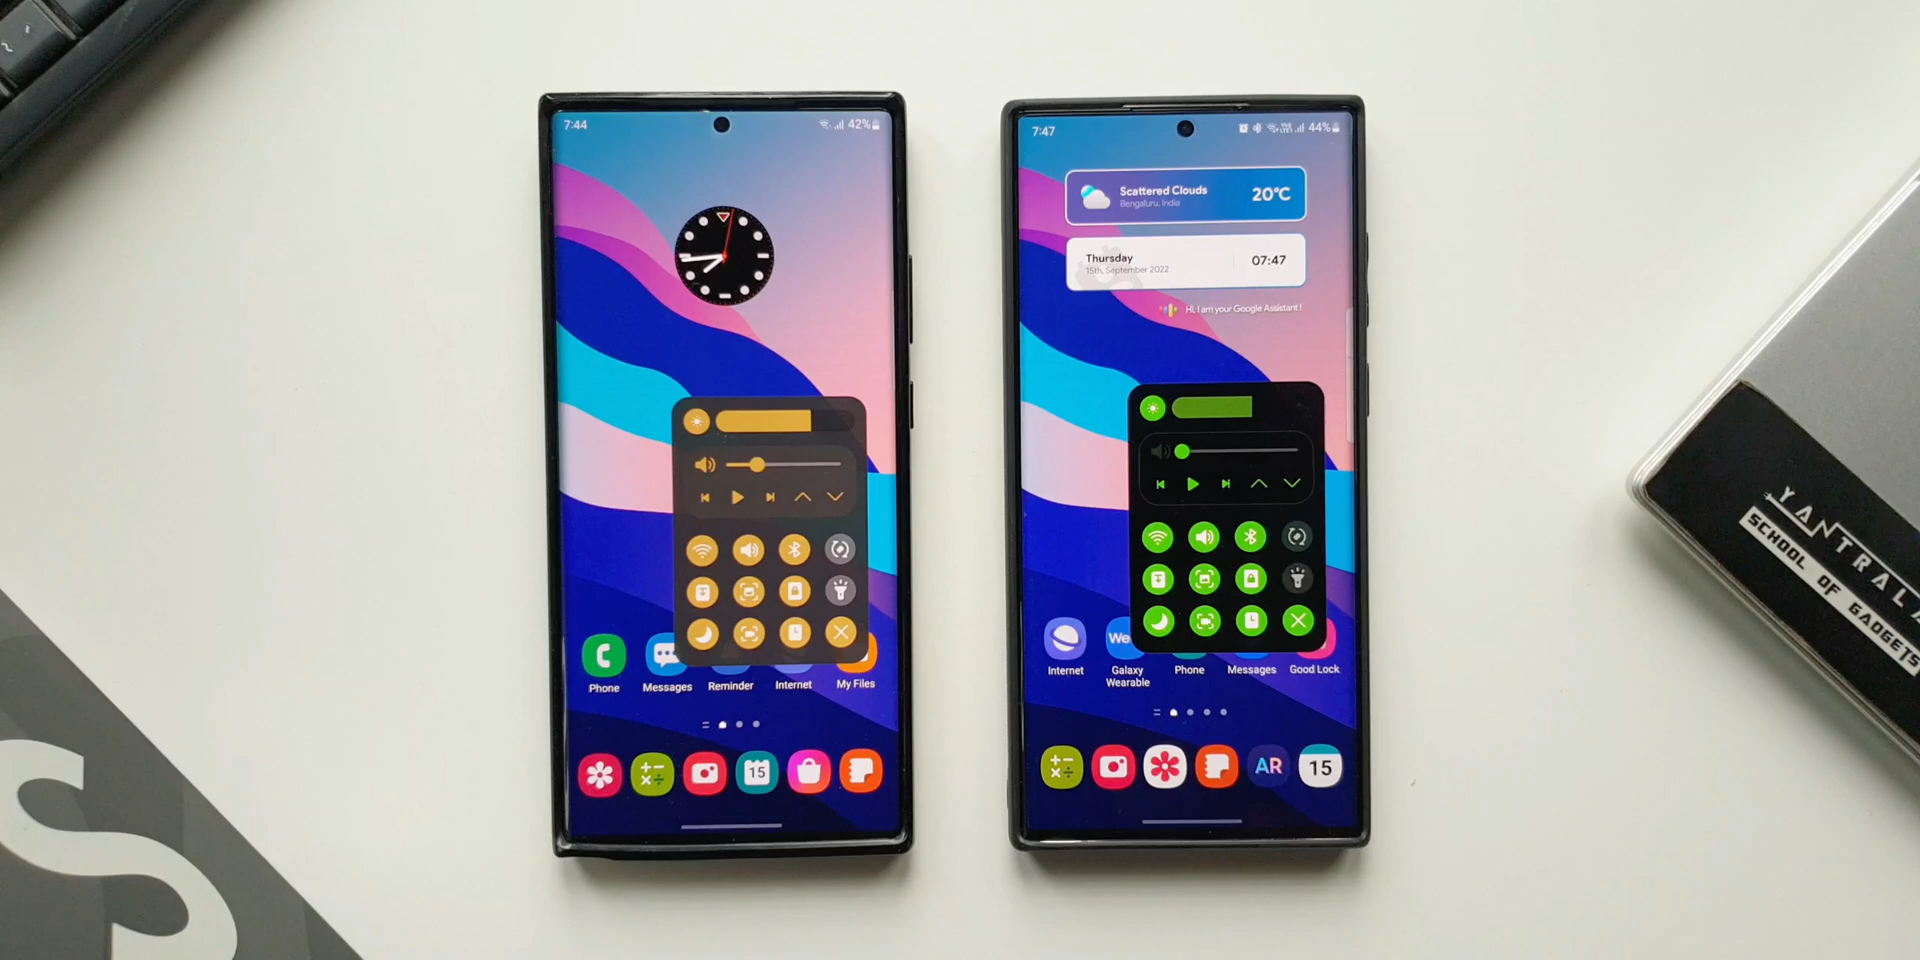 7:44
42%
Phone
Messages
Reminder
Internet
My Files
15
7:47
44%
Scattered Clouds
Bengaluru, India
20°C
Thursday
15th, September 2022
07:47
Hi, I am your Google Assistant !
Internet
Galaxy
Wearable
Phone
Messages
Good Lock
AR
15
S
SCHOOL OF GADGETS